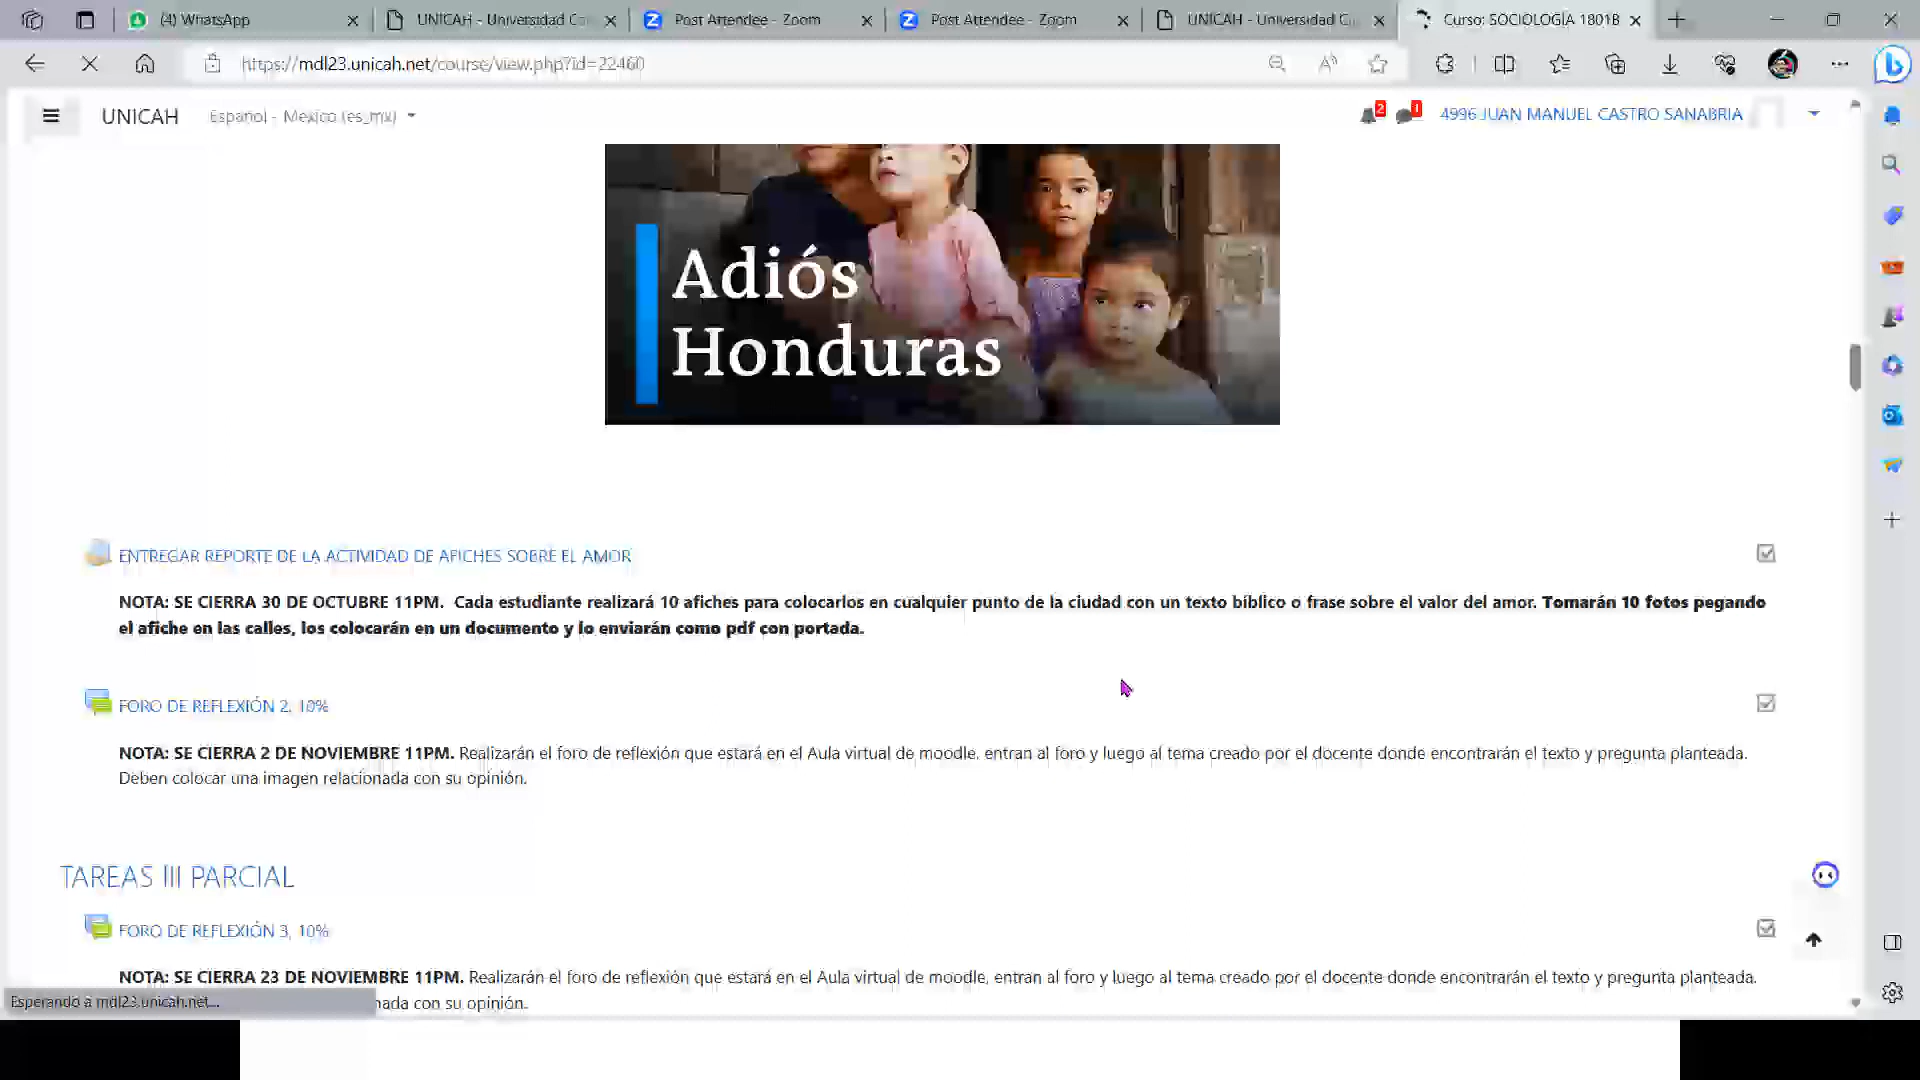 (4) WhatsApp
UNICAH - Universidad Ca
Post Attendee - Zoom
Post Attendee - Zoom
UNICAH - Universidad C
Curso: SOCIOLOGÍA 1801B
https://mdl23.unicah.net/course/view.php?id=22460
UNICAH
Español - Mexico (es_mx)
2
1
4996 JUAN MANUEL CASTRO SANABRIA
Adiós
Honduras
ENTREGAR REPORTE DE LA ACTIVIDAD DE AFICHES SOBRE EL AMOR
NOTA: SE CIERRA 30 DE OCTUBRE 11PM. Cada estudiante realizará 10 afiches para colocarlos en cualquier punto de la ciudad con un texto bíblico o frase sobre el valor del amor. Tomarán 10 fotos pegando
el afiche en las calles, los colocarán en un documento y lo enviarán como pdf con portada.
FORO DE REFLEXIÓN 2, 10%
NOTA: SE CIERRA 2 DE NOVIEMBRE 11PM. Realizarán el foro de reflexión que estará en el Aula virtual de moodle, entran al foro y luego al tema creado por el docente donde encontrarán el texto y pregunta planteada.
Deben colocar una imagen relacionada con su opinión.
TAREAS III PARCIAL
FORO DE REFLEXIÓN 3, 10%
NOTA: SE CIERRA 23 DE NOVIEMBRE 11PM. Realizarán el foro de reflexión que estará en el Aula virtual de moodle, entran al foro y luego al tema creado por el docente donde encontrarán el texto y pregunta planteada.
Esperando a mdl23.unicah.net...
nada con su opinión.